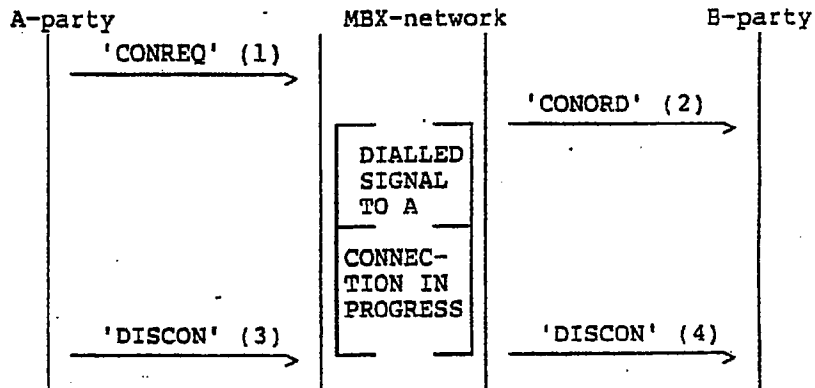 A-party MBX-network B-party
'CONREQ' (1)
'CONORD' (2)
DIALLED
SIGNAL
TO A
CONNEC-
TION IN
PROGRESS
'DISCON' (3) 'DISCON' (4)